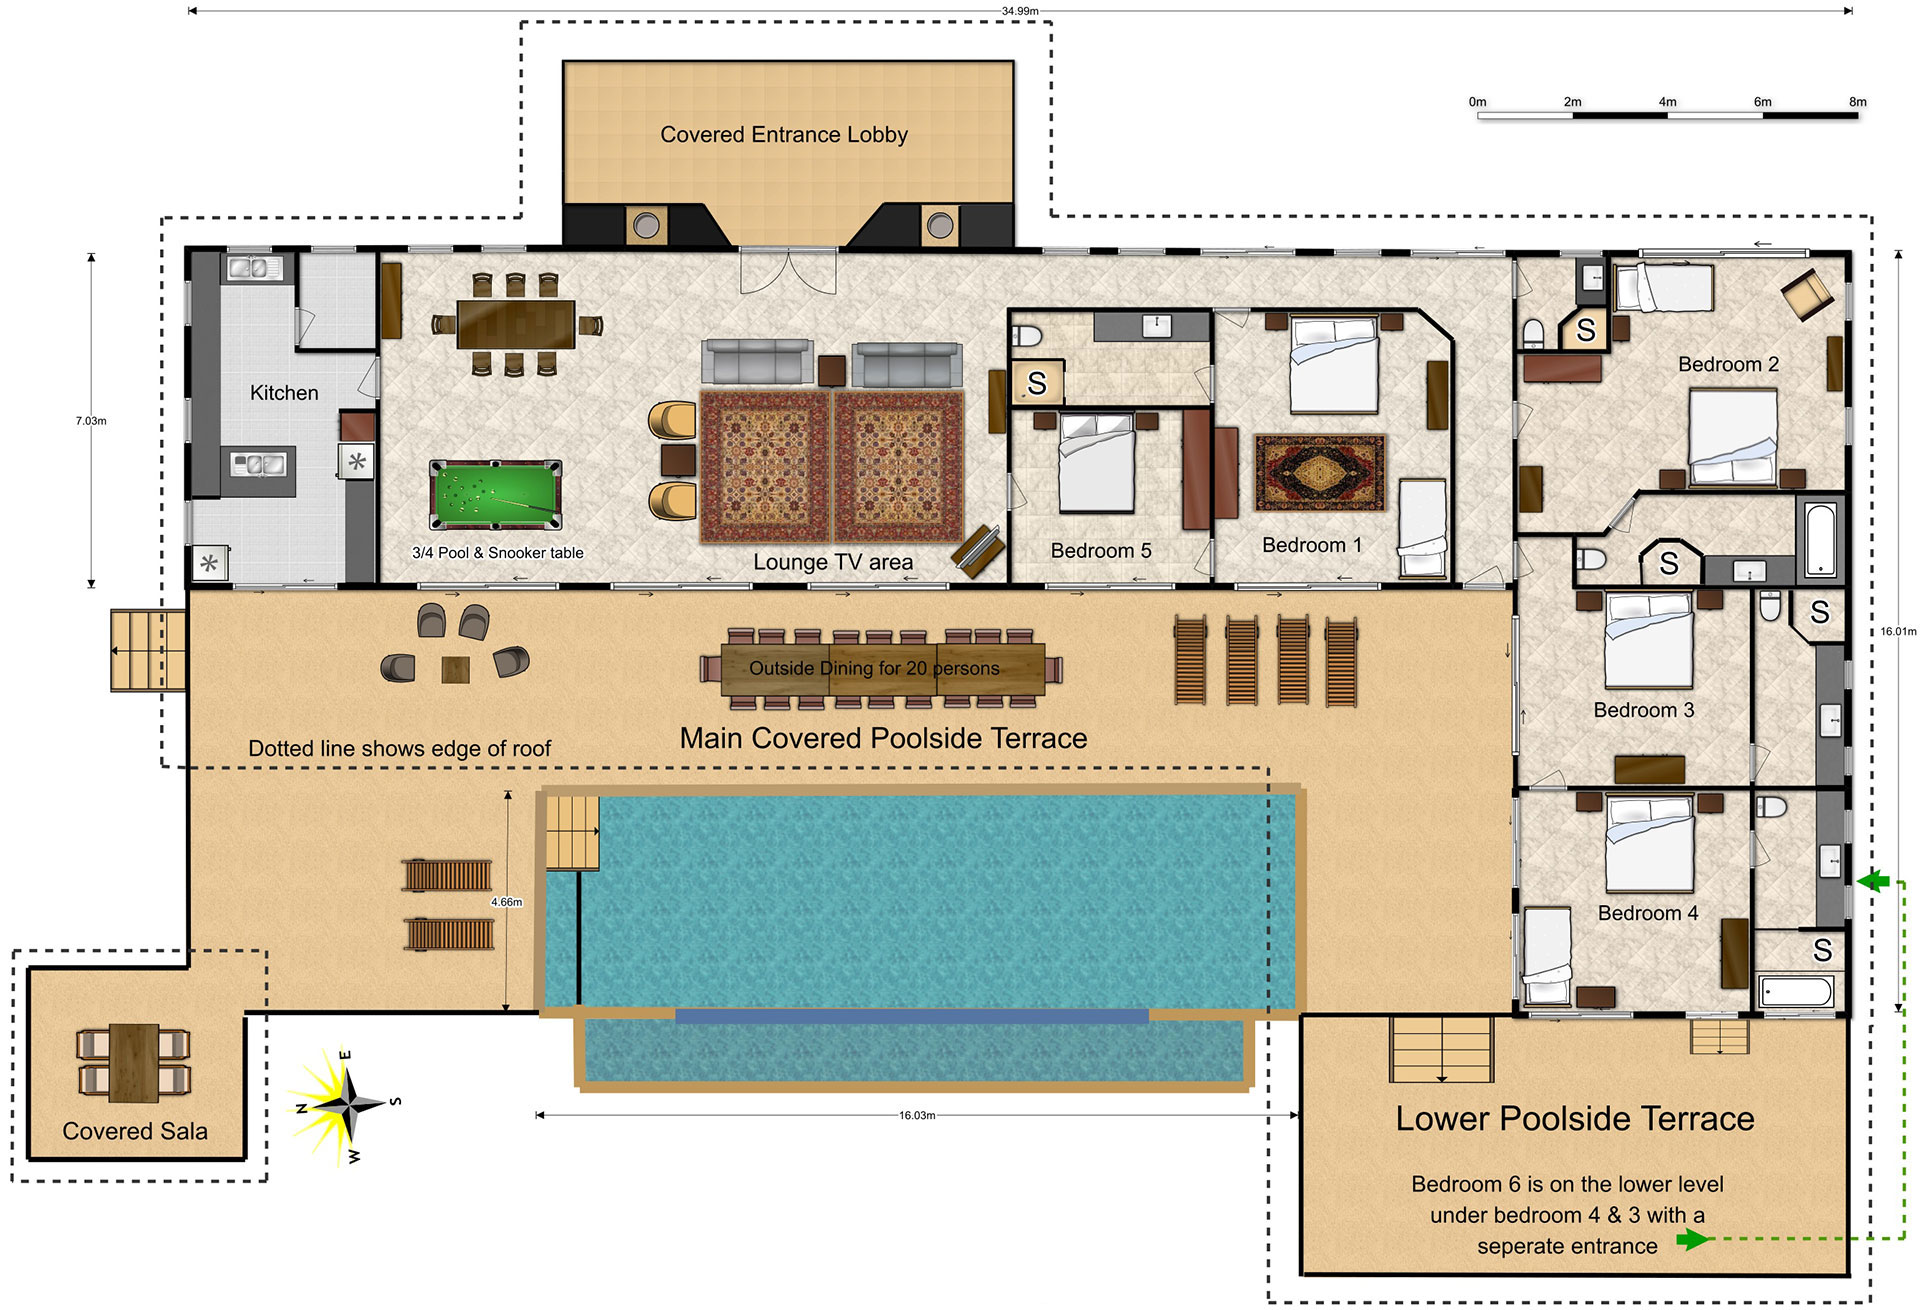 34.99m
0m 2m 4m 6m 8m
Covered Entrance Lobby
S
Bedroom 2
Kitchen
S
7.03m
3/4 Pool & Snooker table
Lounge TV area
Bedroom 5
Bedroom 1
S
S
16.01m
Outside Dining for 20 persons
Bedroom 3
Main Covered Poolside Terrace
Dotted line shows edge of roof
4.66m
Bedroom 4
S
E
N
S
W
Covered Sala
16.03m
Lower Poolside Terrace
Bedroom 6 is on the lower level
under bedroom 4 & 3 with a
seperate entrance